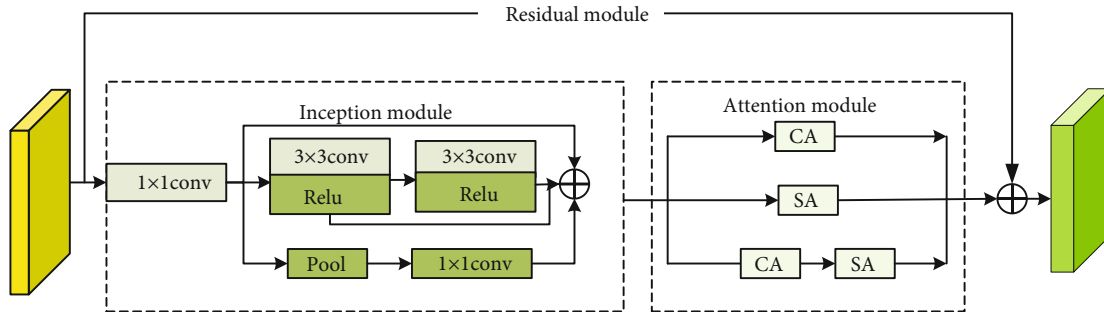 Residual module
Inception module
Attention module
3×3conv
3×3conv
CA
1×1conv
Relu
Relu
SA
Pool
1×1conv
CA
SA